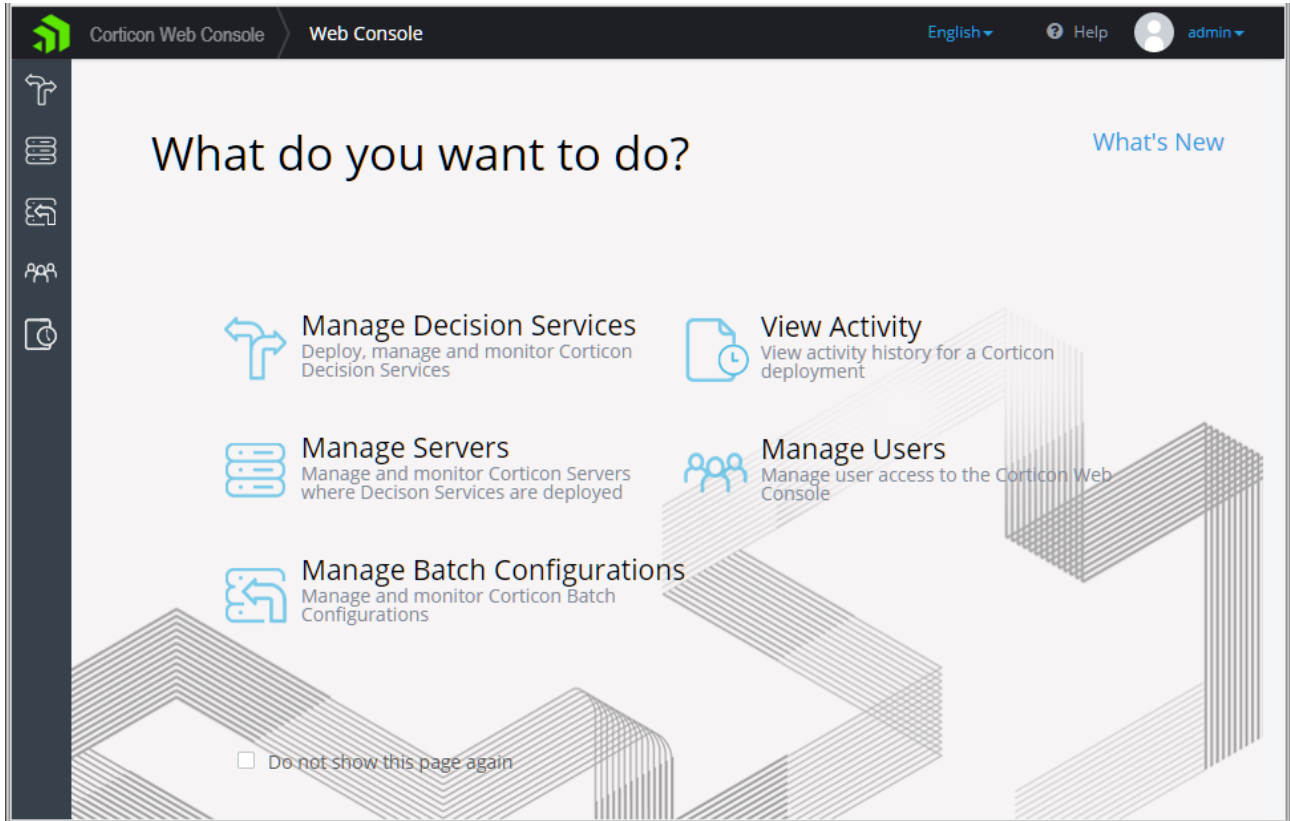 Corticon Web Console
Web Console
English
Help
admin
What do you want to do?
What's New
Manage Decision Services
Deploy, manage and monitor Corticon
Decision Services
View Activity
View activity history for a Corticon
deployment
Manage Servers
Manage and monitor Corticon Servers
where Decison Services are deployed
Manage Users
Manage user access to the Corticon Web
Console
Manage Batch Configurations
Manage and monitor Corticon Batch
Configurations
Do not show this page again